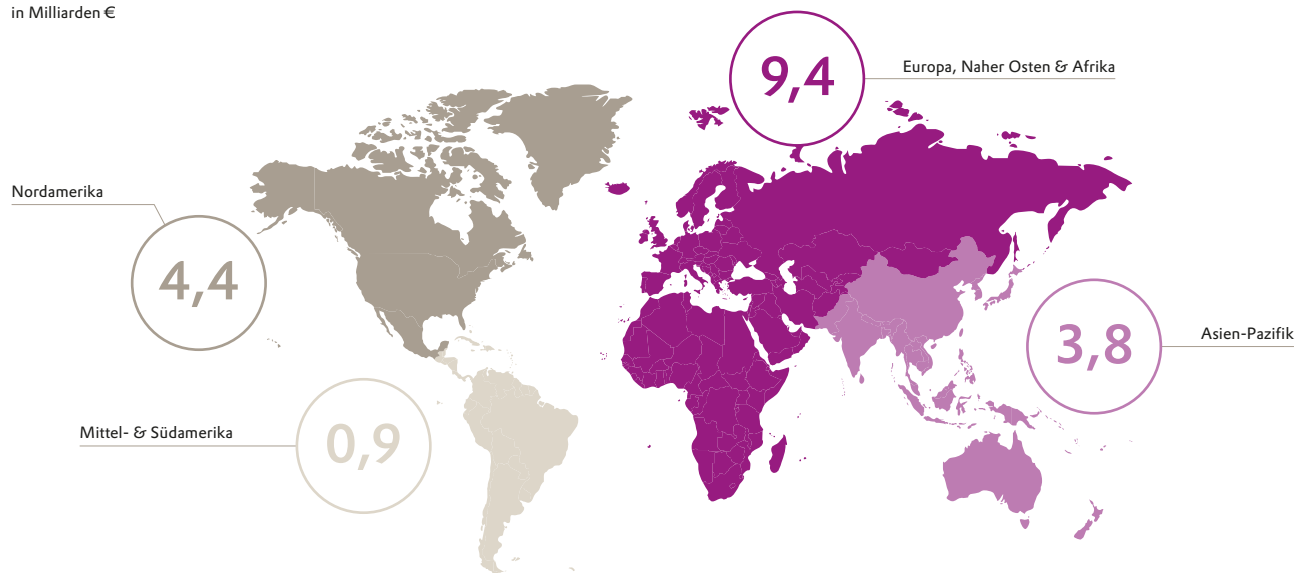 in Milliarden €
9,4
Europa, Naher Osten & Afrika
Nordamerika
4,4
3,8
Asien-Pazifik
Mittel- & Südamerika
0,9